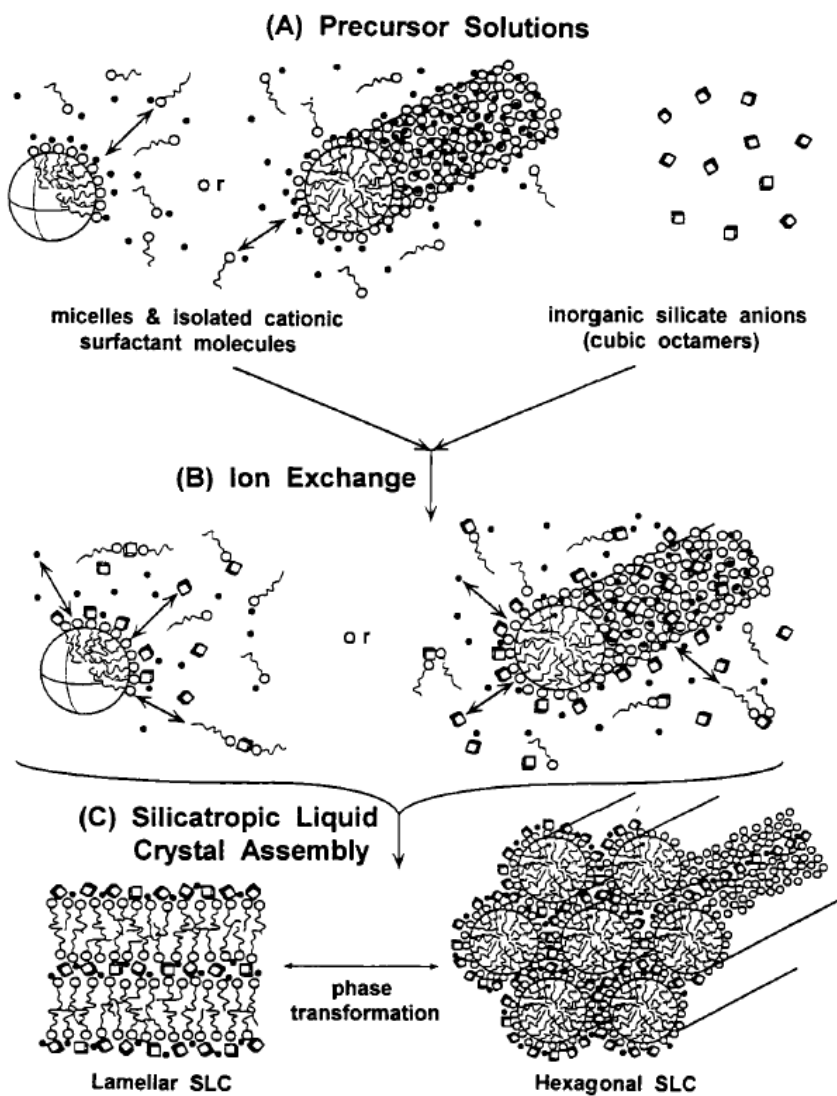 (A) Precursor Solutions
or
micelles & isolated cationic
surfactant molecules
inorganic silicate anions
(cubic octamers)
(B) Ion Exchange
or
(C) Silicatropic Liquid
Crystal Assembly
phase
transformation
Lamellar SLC
Hexagonal SLC